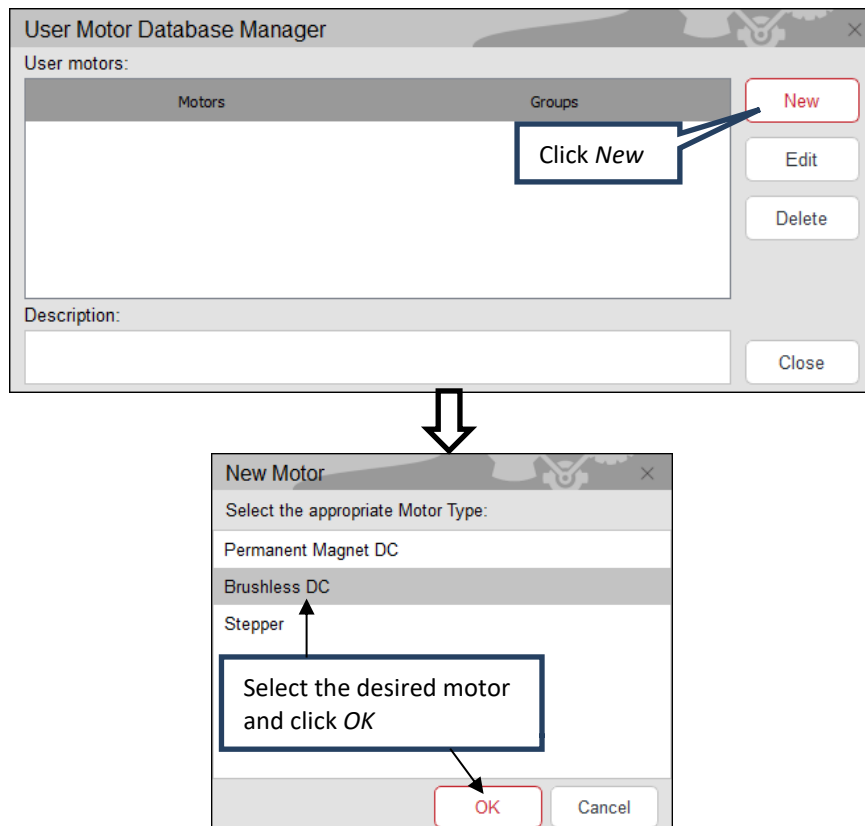 User Motor Database Manager
User motors:
Motors Groups
New
Click New
Edit
Delete
Description:
Close
New Motor
Select the appropriate Motor Type:
Permanent Magnet DC
Brushless DC
Stepper
Select the desired motor
and click OK
OK Cancel